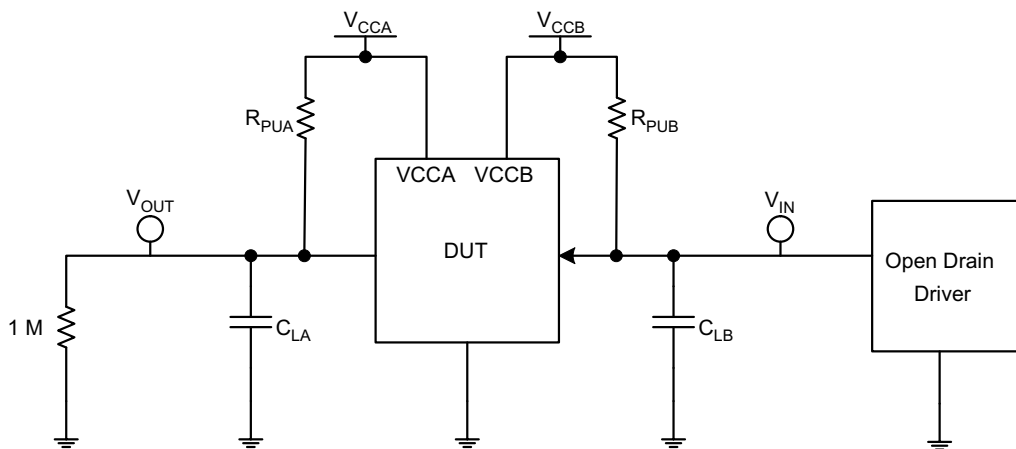 V_CCA
V_CCB
R_PUA
R_PUB
VCCA VCCB
V_OUT
V_IN
DUT
Open Drain
Driver
1 M
C_LA
C_LB